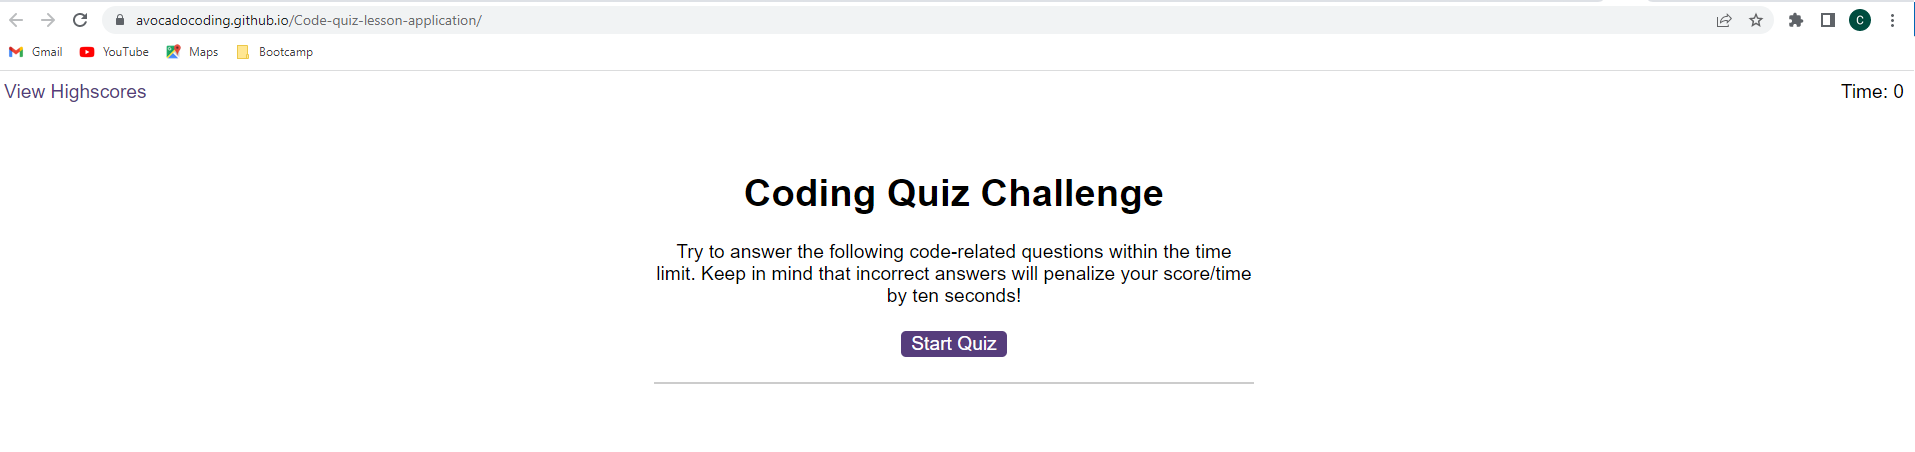 avocadocoding.github.io/Code-quiz-lesson-application/
C
Gmail YouTube Maps Bootcamp
View Highscores Time: 0
Coding Quiz Challenge
Try to answer the following code-related questions within the time
limit. Keep in mind that incorrect answers will penalize your score/time
by ten seconds!
Start Quiz